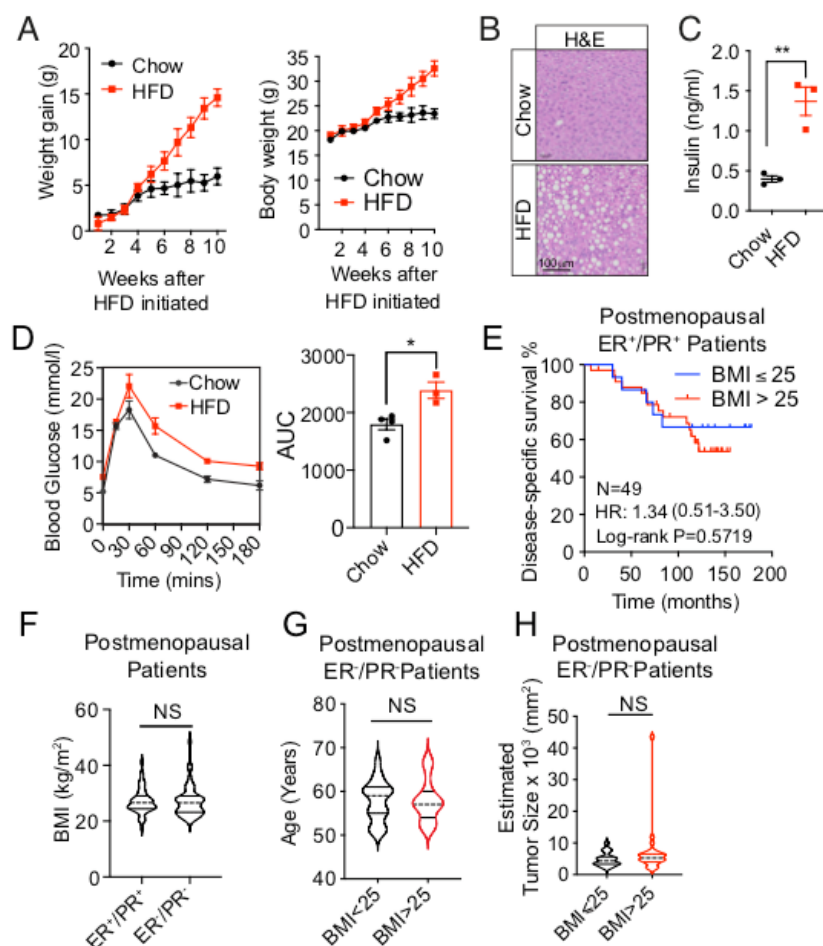 A
Weight gain (g)
20
15
10
5
0
Chow
HFD
2 4 6 8 10
Weeks after
HFD initiated
Body weight (g)
35
30
25
20
15
10
5
0
Chow
HFD
2 4 6 8 10
Weeks after
HFD initiated
B
H&E
Chow
HFD
100µm
C
Insulin (ng/ml)
2.0
1.5
1.0
0.5
0.0
**
Chow
HFD
D
Blood Glucose (mmol/l)
25
20
15
10
5
0
Chow
HFD
0 30 60 90 120 150 180
Time (mins)
AUC
3000
2000
1000
0
*
Chow
HFD
E
Postmenopausal
ER+/PR+ Patients
Disease-specific survival %
100
80
60
40
20
0
BMI ≤ 25
BMI > 25
N=49
HR: 1.34 (0.51-3.50)
Log-rank P=0.5719
0 50 100 150 200
Time (months)
F
Postmenopausal
Patients
BMI (kg/m²)
60
40
20
0
NS
ER+/PR+
ER-/PR-
G
Postmenopausal
ER-/PR-Patients
Age (Years)
80
70
60
50
40
NS
BMI<25
BMI>25
H
Postmenopausal
ER-/PR-Patients
Estimated
Tumor Size x 10³ (mm²)
50
40
30
20
10
0
NS
BMI≤25
BMI>25